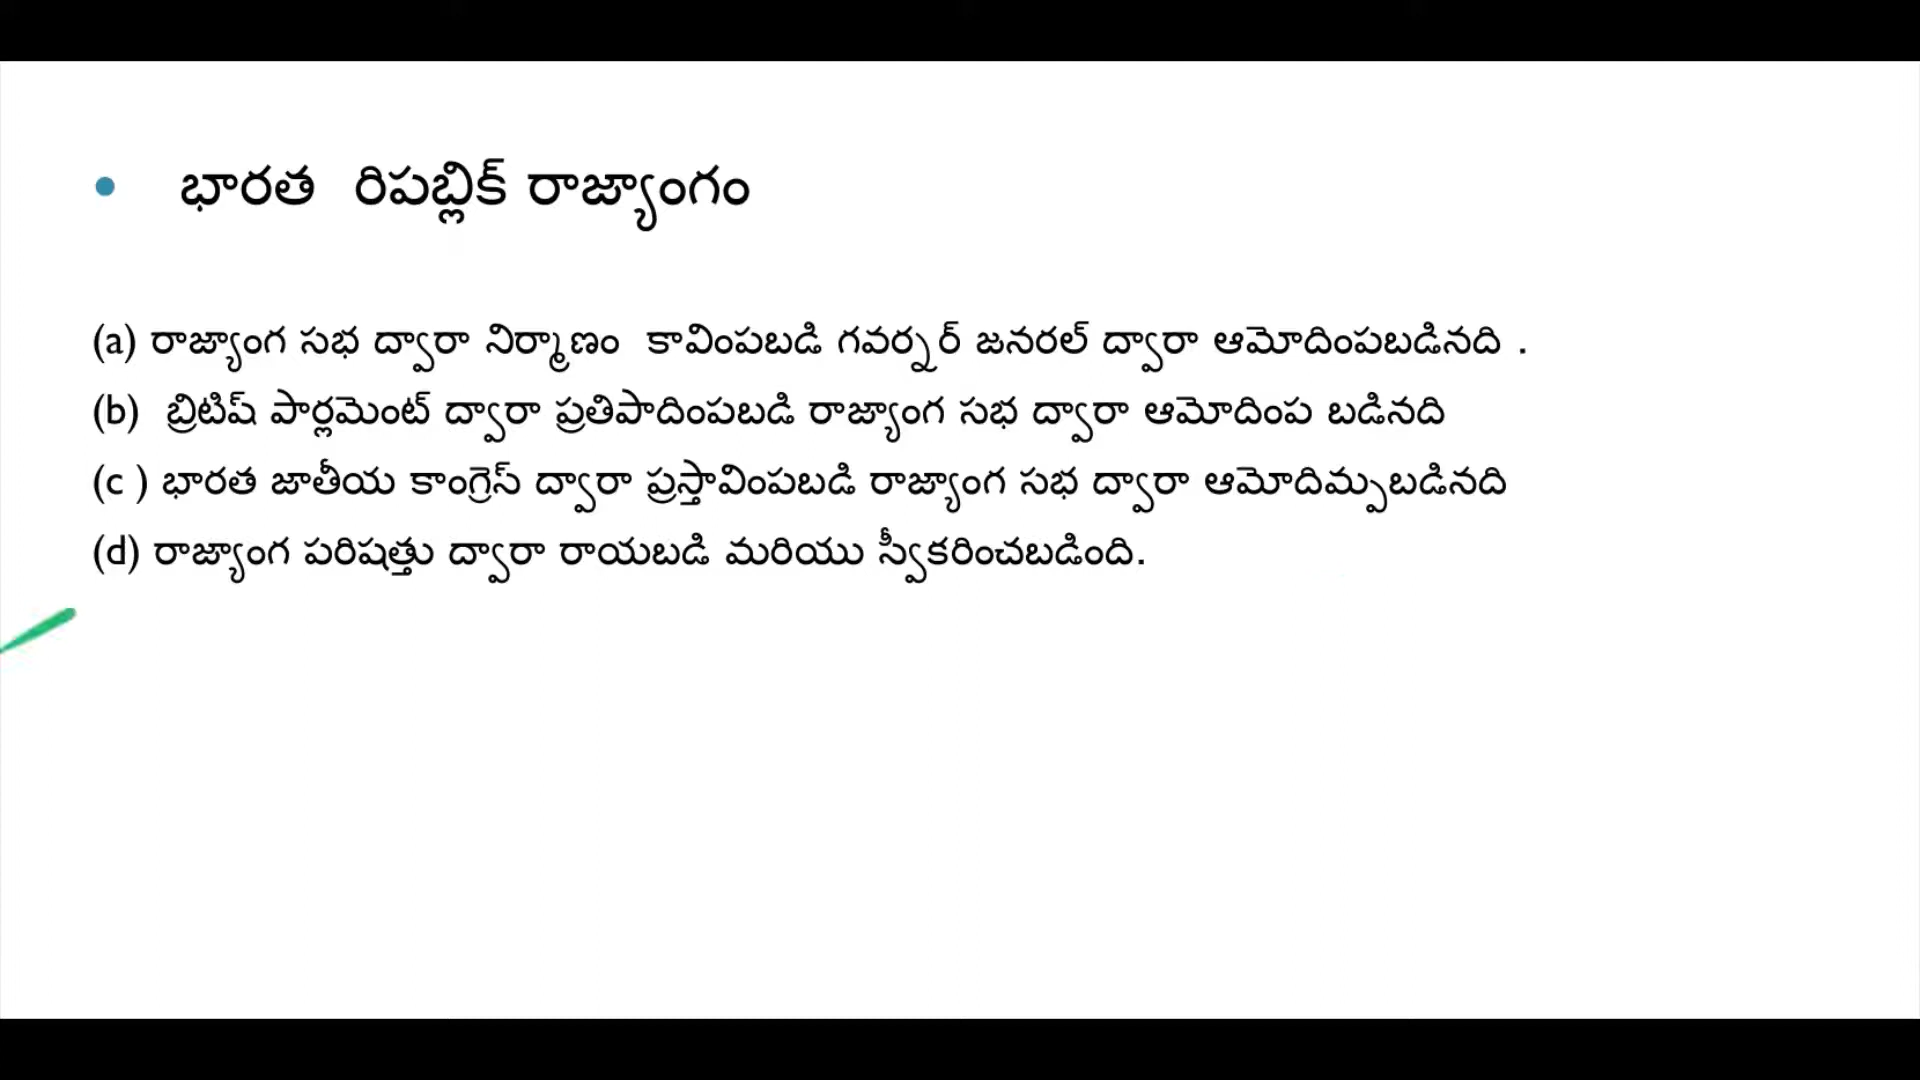 • భారత రిపబ్లిక్ రాజ్యాంగం
(a) రాజ్యాంగ సభ ద్వారా నిర్మాణం కావింపబడి గవర్నర్ జనరల్ ద్వారా ఆమోదింపబడినది .
(b) బ్రిటిష్ పార్లమెంట్ ద్వారా ప్రతిపాదింపబడి రాజ్యాంగ సభ ద్వారా ఆమోదింప బడినది
(c ) భారత జాతీయ కాంగ్రెస్ ద్వారా ప్రస్తావింపబడి రాజ్యాంగ సభ ద్వారా ఆమోదిమ్పబడినది
(d) రాజ్యాంగ పరిషత్తు ద్వారా రాయబడి మరియు స్వీకరించబడింది.